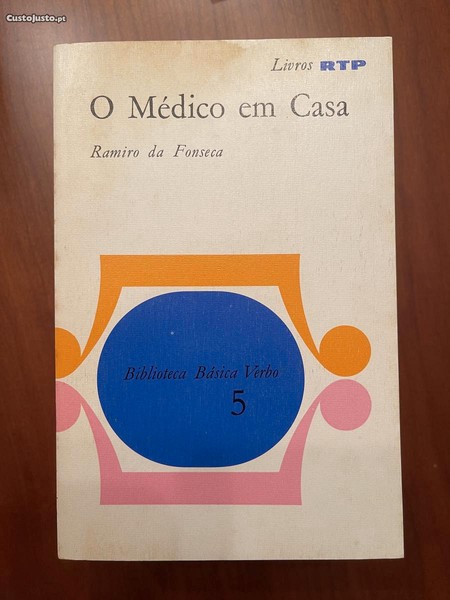 CustoJusto.pt
Livros RTP
O Médico em Casa
Ramiro da Fonseca
Biblioteca Básica Verbo
5